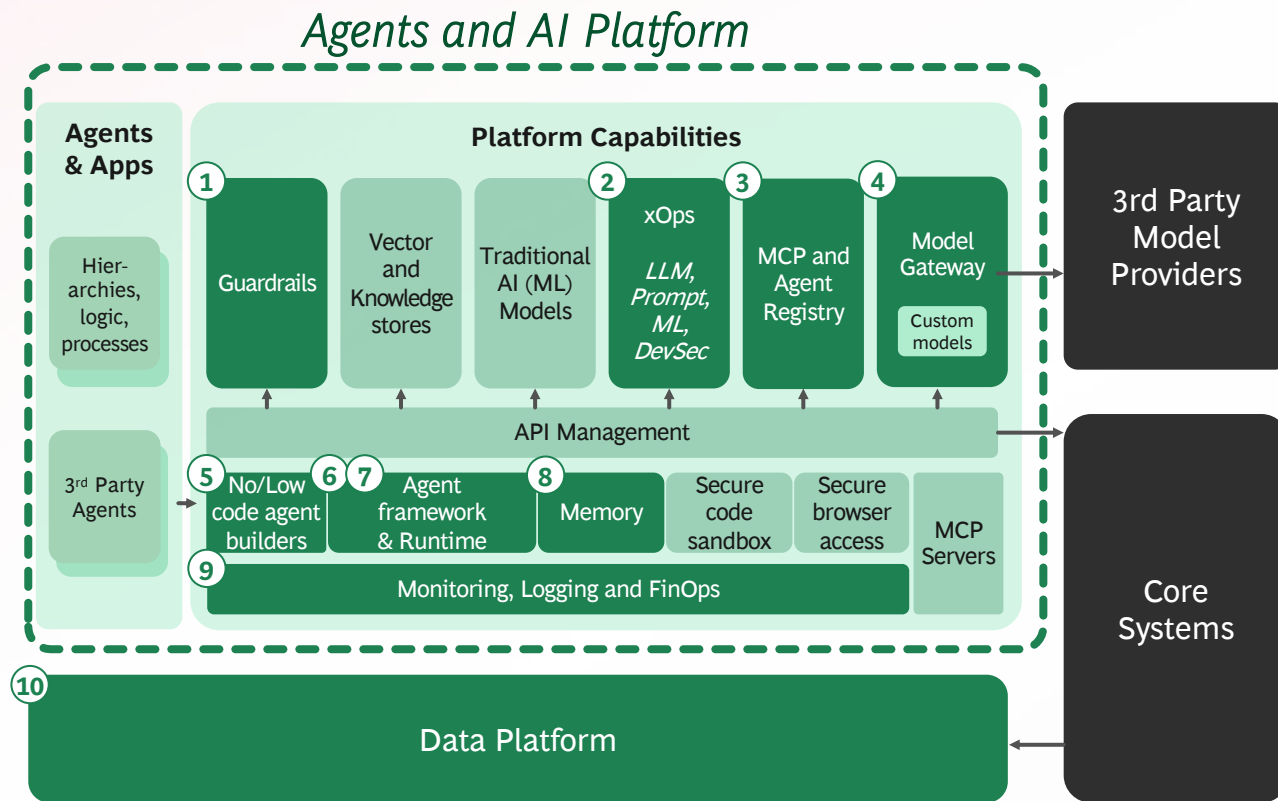 Agents and AI Platform
Agents
& Apps
Hier-
archies,
logic,
processes
3rd Party
Agents
Platform Capabilities
1
Guardrails
Vector
and
Knowledge
stores
Traditional
AI (ML)
Models
2
xOps
LLM,
Prompt,
ML,
DevSec
3
MCP and
Agent
Registry
4
Model
Gateway
Custom
models
API Management
5
No/Low
code agent
builders
6
7
Agent
framework
& Runtime
8
Memory
Secure
code
sandbox
Secure
browser
access
MCP
Servers
9
Monitoring, Logging and FinOps
3rd Party
Model
Providers
Core
Systems
10
Data Platform